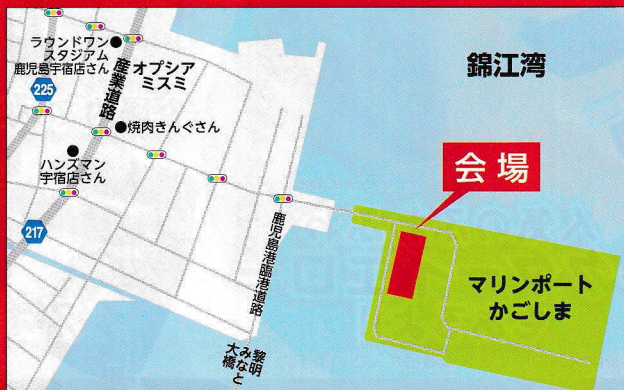 ラウンドワン
スタジアム
鹿児島宇宿店さん
オプシア
ミスミ
錦江湾
225
産業道路
焼肉きんぐさん
ハンズマン
宇宿店さん
会場
217
鹿児島港臨港道路
マリンポート
かごしま
黎明
みなと
大橋